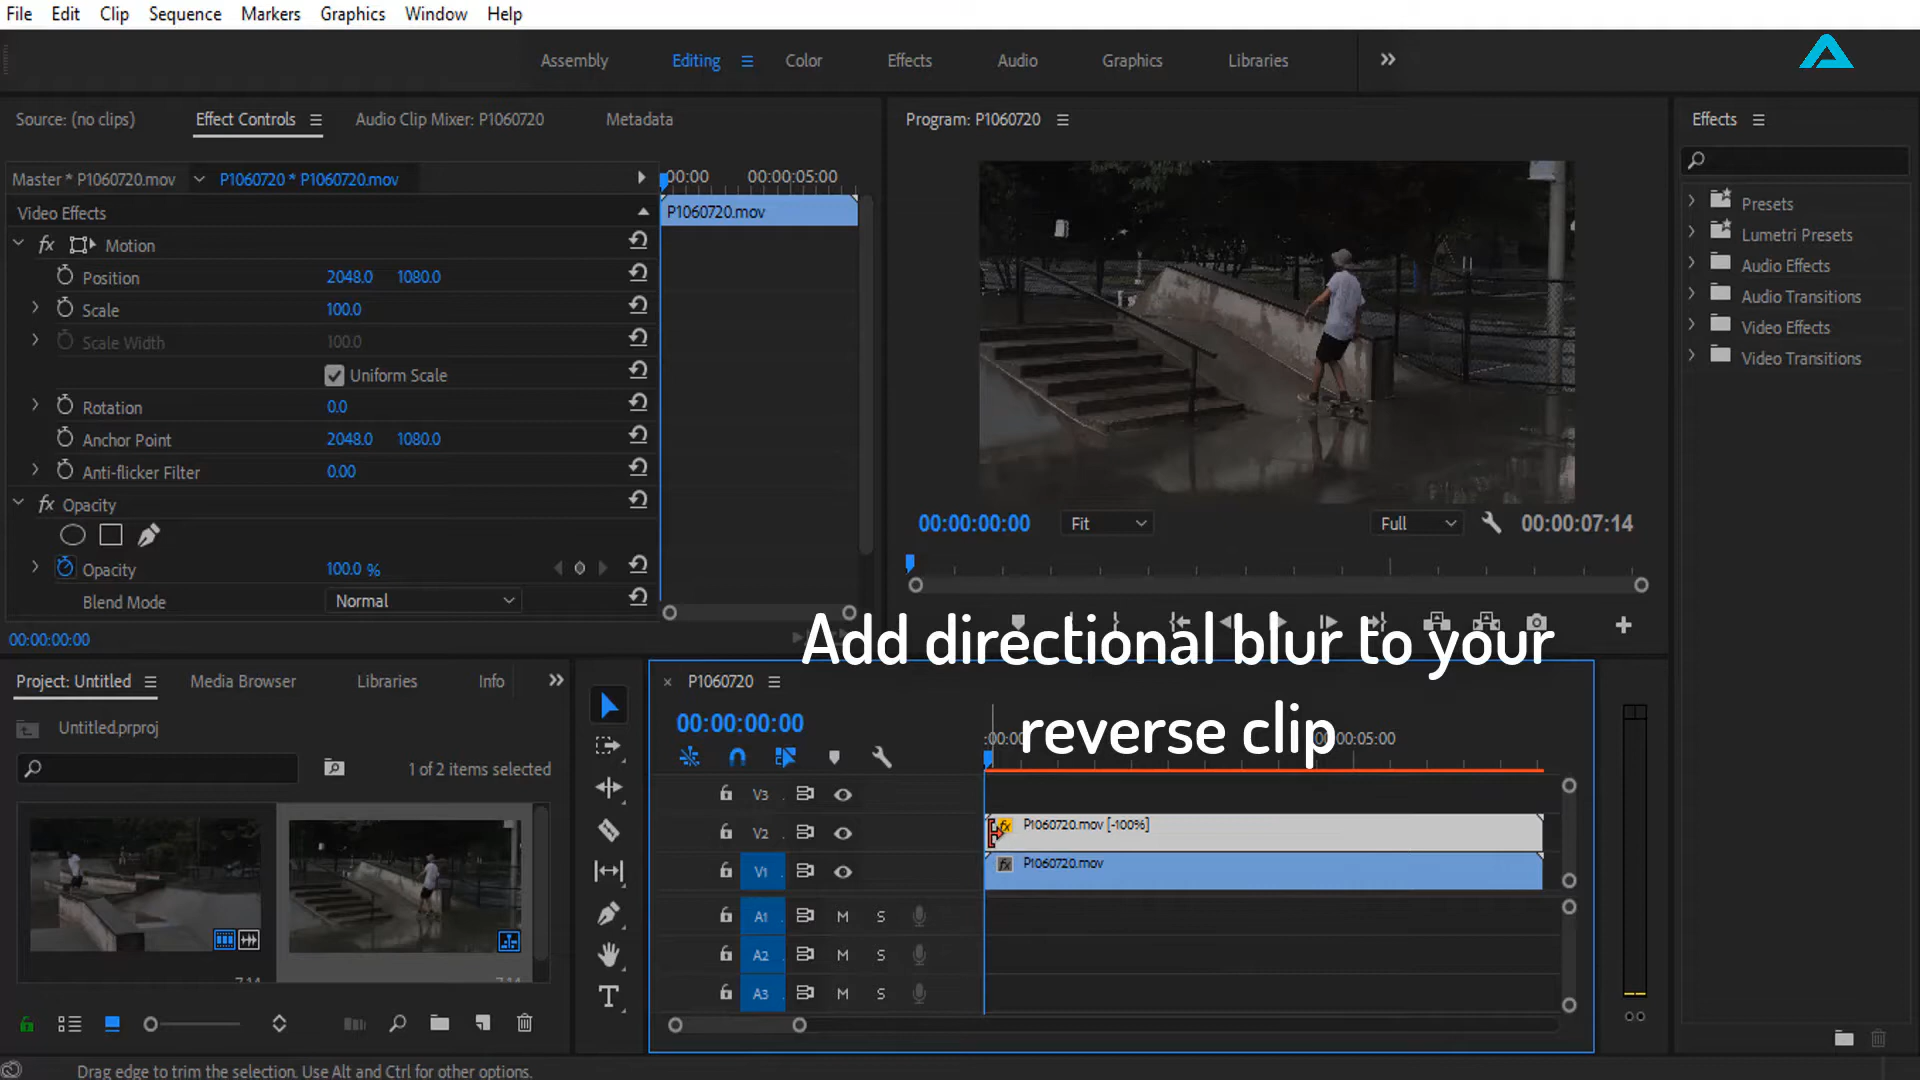 File Edit Clip Sequence Markers Graphics Window Help
Assembly Editing Color Effects Audio Graphics Libraries
Source: (no clips) Effect Controls Audio Clip Mixer: P1060720 Metadata
Master * P1060720.mov P1060720 * P1060720.mov
:00:00 00:00:05:00
Video Effects
P1060720.mov
fx Motion
Position 2048.0 1080.0
Scale 100.0
Scale Width 100.0
Uniform Scale
Rotation 0.0
Anchor Point 2048.0 1080.0
Anti-flicker Filter 0.00
fx Opacity
Opacity 100.0 %
Blend Mode Normal
00:00:00:00
Program: P1060720
00:00:00:00 Fit Full 00:00:07:14
Effects
Presets
Lumetri Presets
Audio Effects
Audio Transitions
Video Effects
Video Transitions
Add directional blur to your
reverse clip
Project: Untitled Media Browser Libraries Info
Untitled.prproj
1 of 2 items selected
P1060720
00:00:00:00
:00:00 00:00:05:00
V3
V2 fx P1060720.mov [-100%]
V1 fx P1060720.mov
A1 M S
A2 M S
A3 M S
Drag edge to trim the selection. Use Alt and Ctrl for other options.